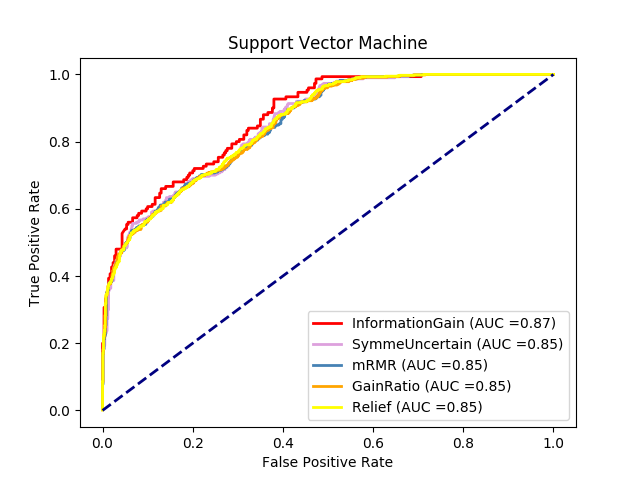 Support Vector Machine
True Positive Rate
1.0
0.8
0.6
0.4
0.2
0.0
InformationGain (AUC =0.87)
SymmeUncertain (AUC =0.85)
mRMR (AUC =0.85)
GainRatio (AUC =0.85)
Relief (AUC =0.85)
0.0 0.2 0.4 0.6 0.8 1.0
False Positive Rate